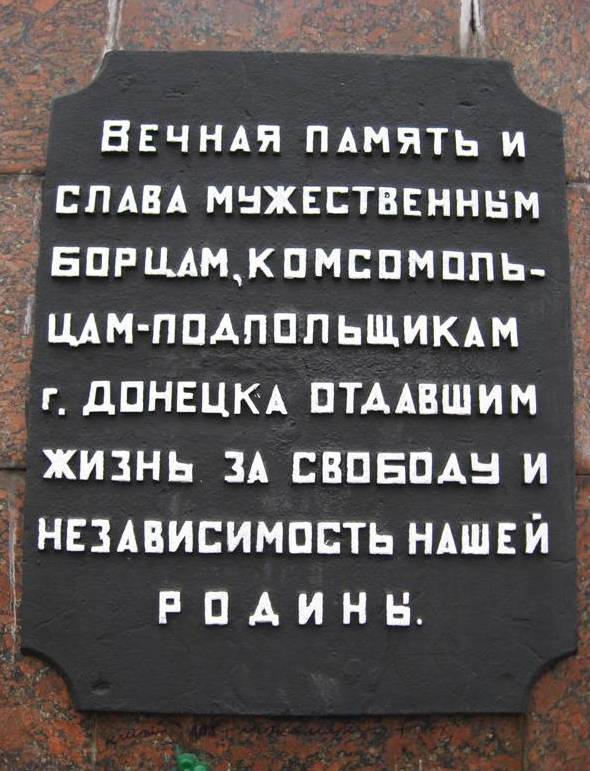 Вечная память и
слава мужественным
борцам, комсомоль-
цам-подпольщикам
г. Донецка отдавшим
жизнь за свободу и
независимость нашей
Родины.